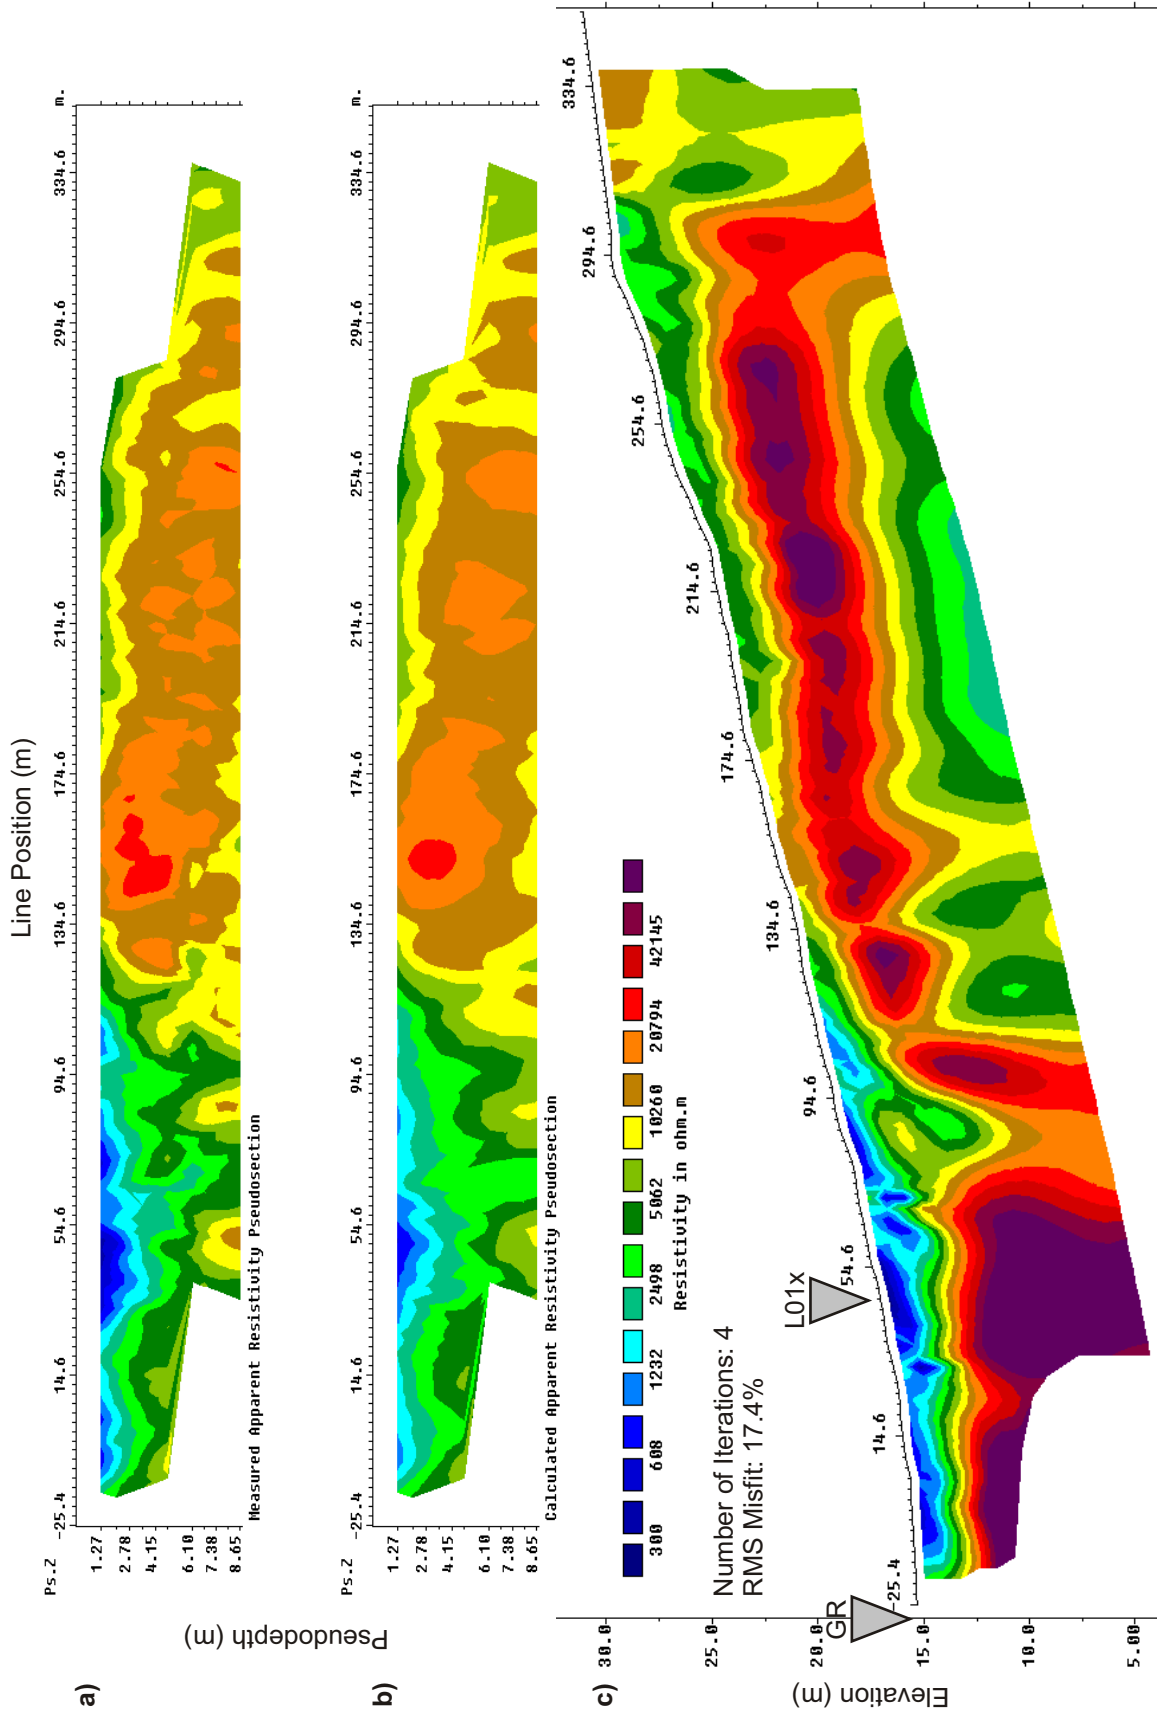 Line Position (m)
a)
Ps.Z
-25.4 14.6 54.6 94.6 134.6 174.6 214.6 254.6 294.6 334.6 m.
1.27
2.78
4.15
6.10
7.38
8.65
Measured Apparent Resistivity Pseudosection
Pseudodepth (m)
b)
Ps.Z
-25.4 14.6 54.6 94.6 134.6 174.6 214.6 254.6 294.6 334.6 m.
1.27
2.78
4.15
6.10
7.38
8.65
Calculated Apparent Resistivity Pseudosection
c)
300 608 1232 2498 5062 10260 20794 42145
Resistivity in ohm.m
Number of Iterations: 4
RMS Misfit: 17.4%
Elevation (m)
30.0
25.0
20.0
15.0
10.0
5.00
GR
L01x
-25.4 14.6 54.6 94.6 134.6 174.6 214.6 254.6 294.6 334.6